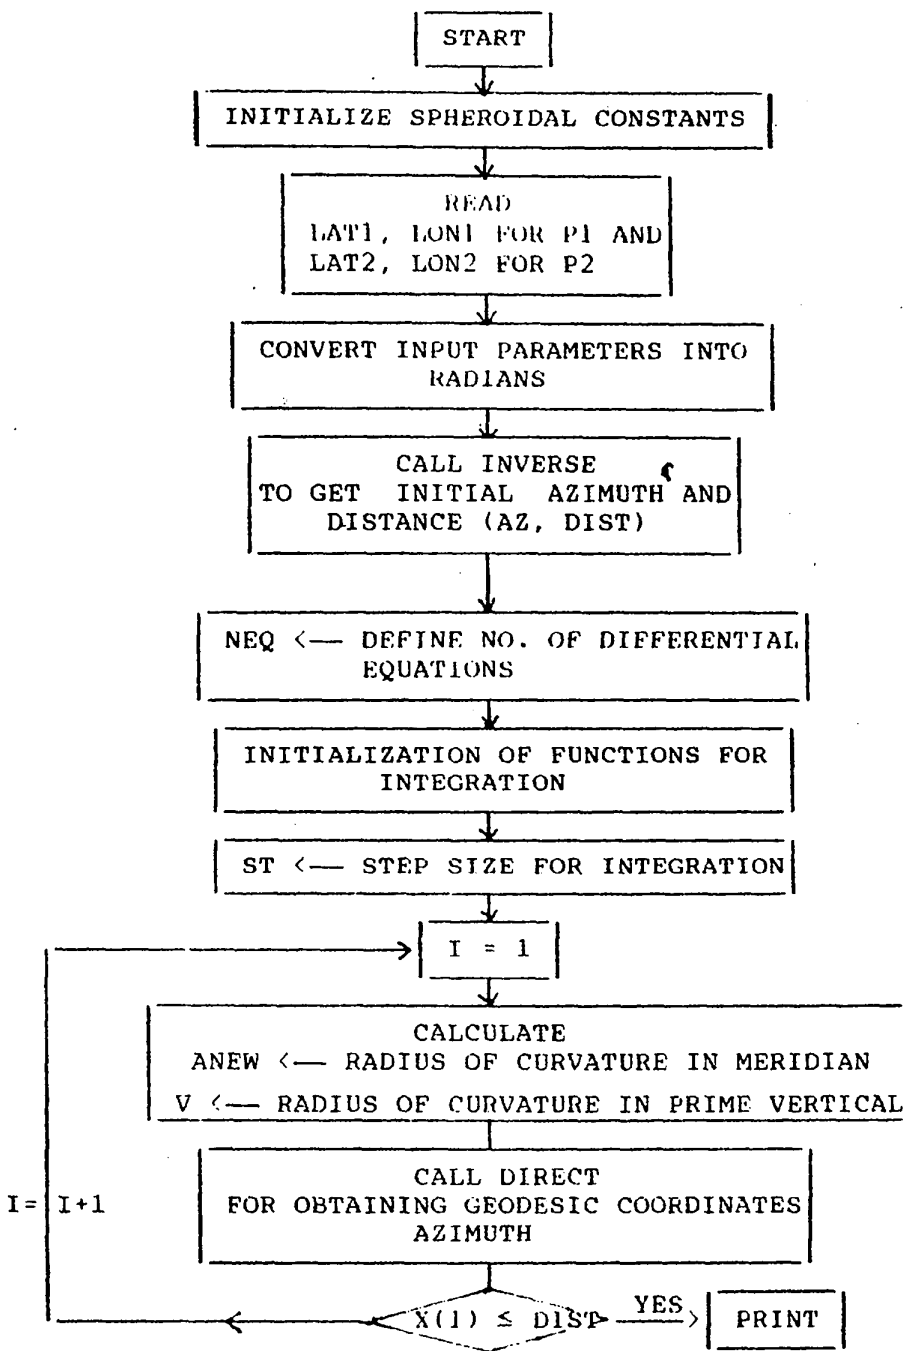 START
INITIALIZE SPHEROIDAL CONSTANTS
READ
LAT1, LON1 FOR P1 AND
LAT2, LON2 FOR P2
CONVERT INPUT PARAMETERS INTO
RADIANS
CALL INVERSE
TO GET INITIAL AZIMUTH AND
DISTANCE (AZ, DIST)
NEQ <— DEFINE NO. OF DIFFERENTIAL
EQUATIONS
INITIALIZATION OF FUNCTIONS FOR
INTEGRATION
ST <— STEP SIZE FOR INTEGRATION
I = 1
CALCULATE
ANEW <— RADIUS OF CURVATURE IN MERIDIAN
V <— RADIUS OF CURVATURE IN PRIME VERTICAL
CALL DIRECT
FOR OBTAINING GEODESIC COORDINATES
AZIMUTH
I= I+1
X(1) ≤ DIST
YES
PRINT